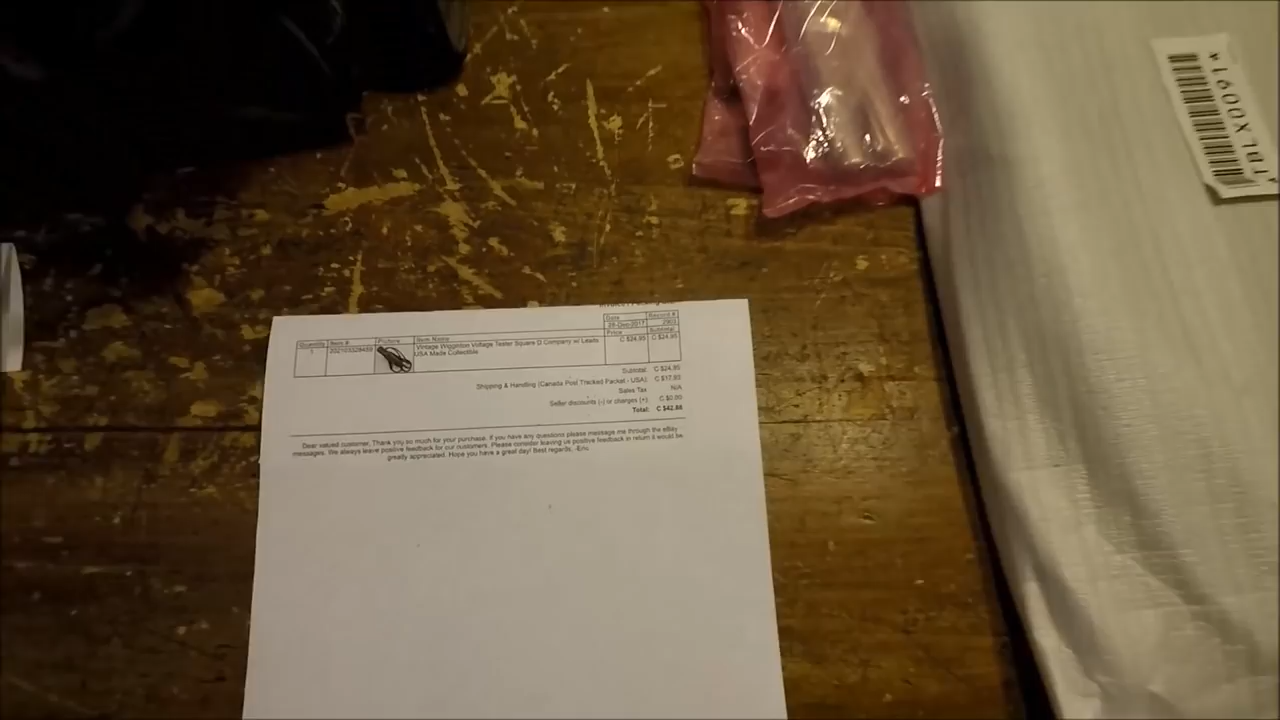 Date
Record #
28-Dec-2017
2903
Quantity
Item #
Picture
Item Name
Price
Subtotal
1
Vintage Wigginton Voltage Tester Square D Company w/ Leads
USA Made Collectible
C $24.95
C $24.95
Subtotal: C $24.95
Shipping & Handling (Canada Post Tracked Packet - USA):
Sales Tax N/A
Seller discounts (-) or charges (+): C $0.00
Total: C $42.88
Dear valued customer, Thank you so much for your purchase. If you have any questions please message me through the eBay
messages. We always leave positive feedback for our customers. Please consider leaving us positive feedback in return it would be
greatly appreciated. Hope you have a great day! Best regards, -Eric